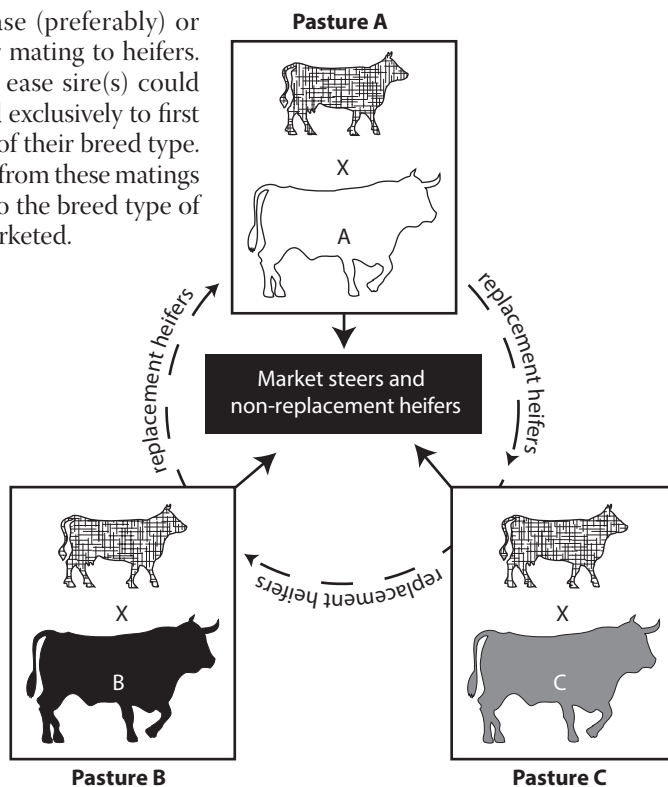 ase (preferably) or
mating to heifers.
ease sire(s) could
exclusively to first
of their breed type.
from these matings
o the breed type of
rketed.
Pasture A
X
A
replacement heifers
replacement heifers
Market steers and
non-replacement heifers
replacement heifers
X
B
Pasture B
X
C
Pasture C